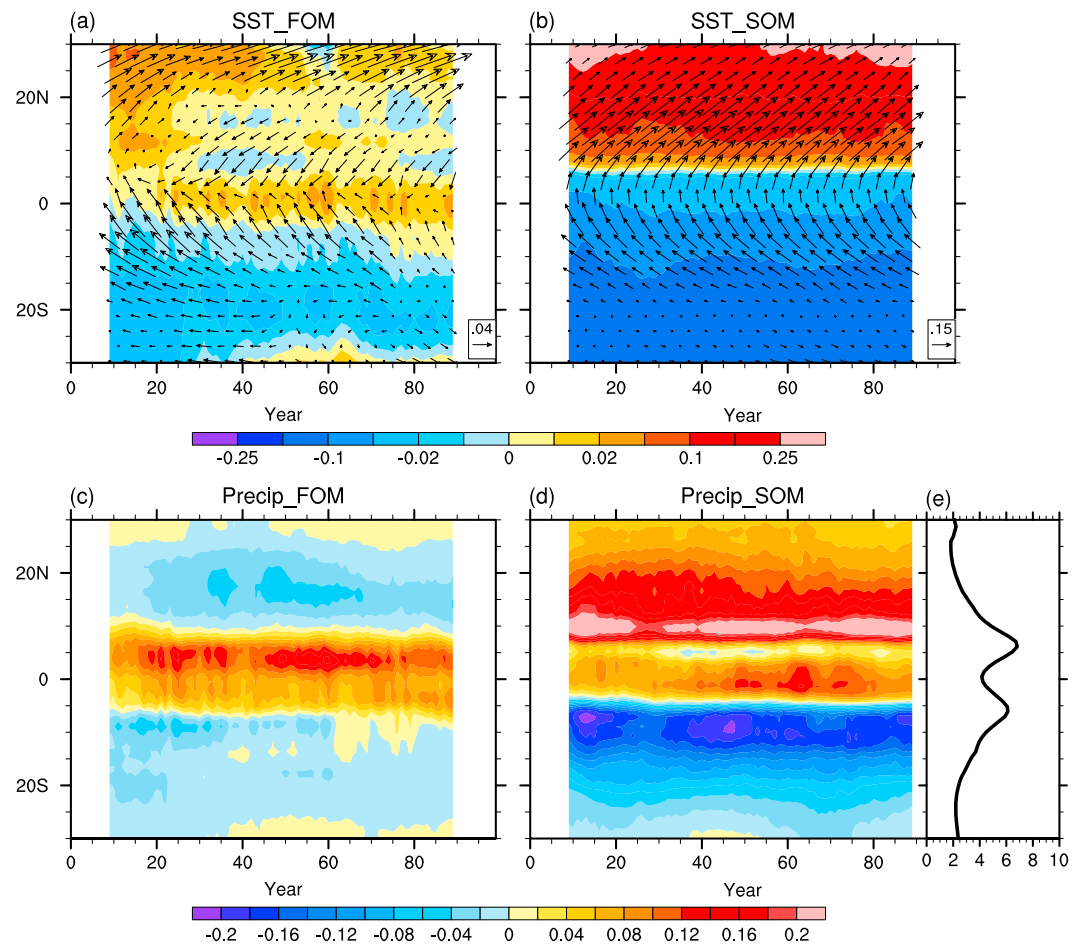 (a) SST_FOM
(b) SST_SOM
20N
0
20S
.04
.15
0 20 40 60 80
0 20 40 60 80
Year
Year
-0.25 -0.1 -0.02 0 0.02 0.1 0.25
(c) Precip_FOM
(d) Precip_SOM
(e)
20N
0
20S
0 20 40 60 80
0 20 40 60 80
0 2 4 6 8 10
Year
Year
-0.2 -0.16 -0.12 -0.08 -0.04 0 0.04 0.08 0.12 0.16 0.2